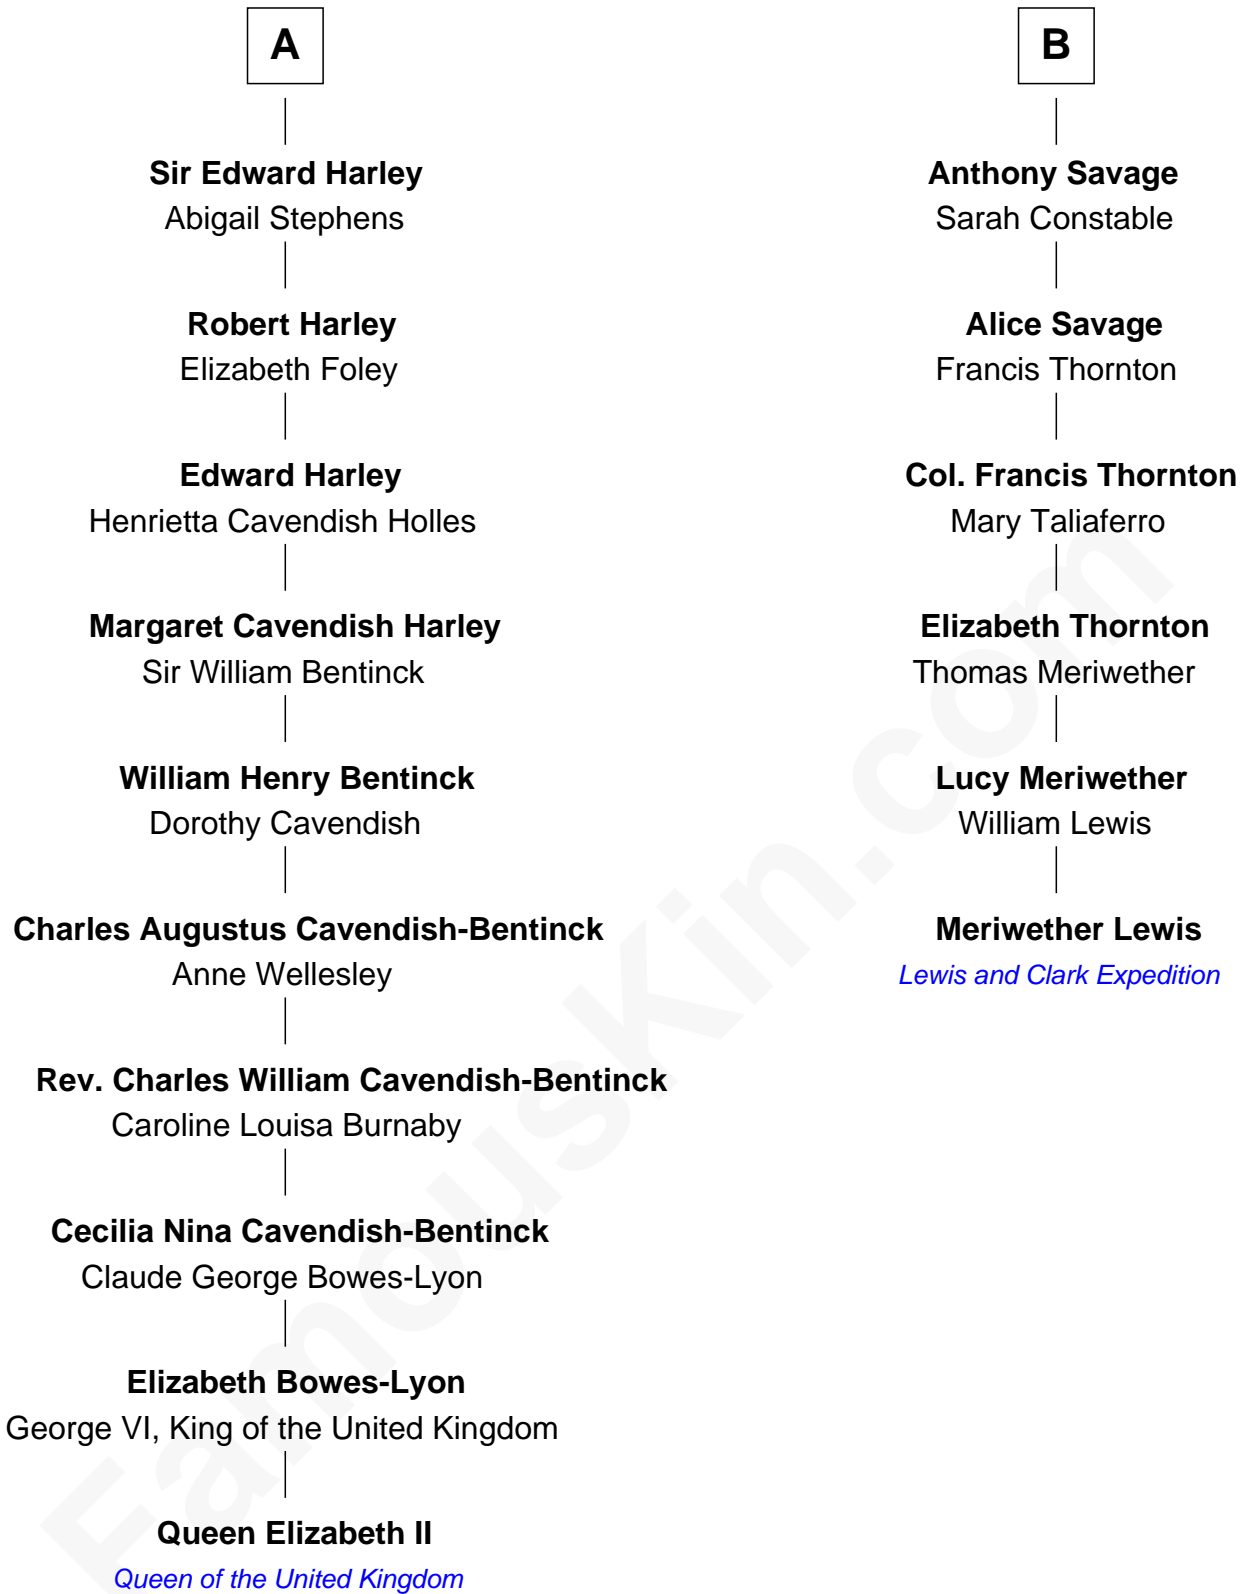 A
Sir Edward Harley
Abigail Stephens
Robert Harley
Elizabeth Foley
Edward Harley
Henrietta Cavendish Holles
Margaret Cavendish Harley
Sir William Bentinck
William Henry Bentinck
Dorothy Cavendish
Charles Augustus Cavendish-Bentinck
Anne Wellesley
Rev. Charles William Cavendish-Bentinck
Caroline Louisa Burnaby
Cecilia Nina Cavendish-Bentinck
Claude George Bowes-Lyon
Elizabeth Bowes-Lyon
George VI, King of the United Kingdom
Queen Elizabeth II
Queen of the United Kingdom
B
Anthony Savage
Sarah Constable
Alice Savage
Francis Thornton
Col. Francis Thornton
Mary Taliaferro
Elizabeth Thornton
Thomas Meriwether
Lucy Meriwether
William Lewis
Meriwether Lewis
Lewis and Clark Expedition
FamousKin.com